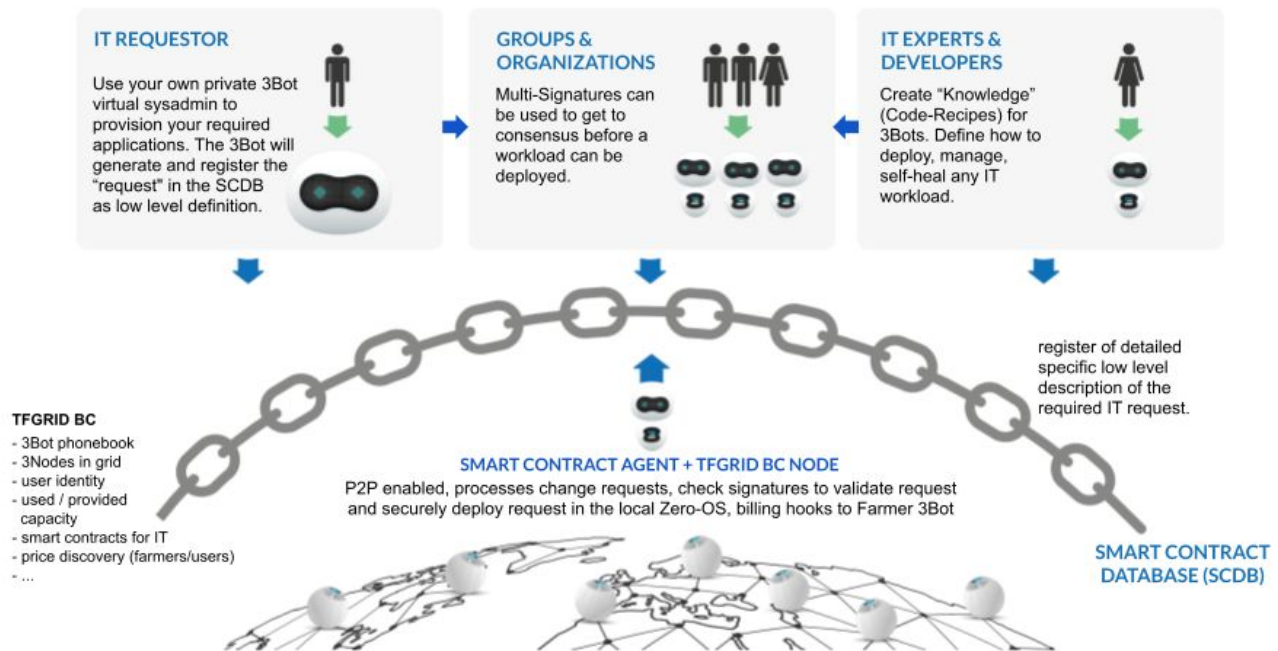 IT REQUESTOR
Use your own private 3Bot
virtual sysadmin to
provision your required
applications. The 3Bot will
generate and register the
“request” in the SCDB
as low level definition.
GROUPS &
ORGANIZATIONS
Multi-Signatures can
be used to get to
consensus before a
workload can be
deployed.
IT EXPERTS &
DEVELOPERS
Create “Knowledge”
(Code-Recipes) for
3Bots. Define how to
deploy, manage,
self-heal any IT
workload.
register of detailed
specific low level
description of the
required IT request.
TFGRID BC
- 3Bot phonebook
- 3Nodes in grid
- user identity
- used / provided
capacity
- smart contracts for IT
- price discovery (farmers/users)
- ...
SMART CONTRACT AGENT + TFGRID BC NODE
P2P enabled, processes change requests, check signatures to validate request
and securely deploy request in the local Zero-OS, billing hooks to Farmer 3Bot
SMART CONTRACT
DATABASE (SCDB)